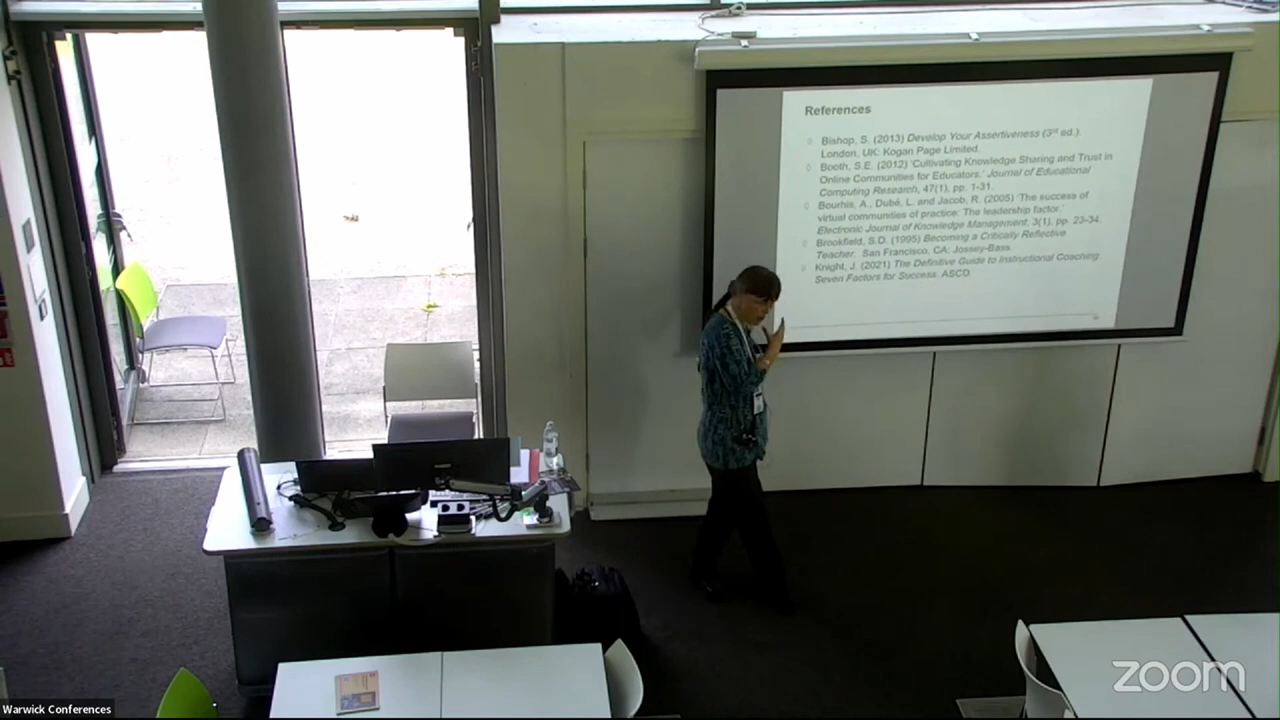 References
Bishop, S. (2013) Develop Your Assertiveness (3rd ed.).
London, UK: Kogan Page Limited.
Booth, S.E. (2012) 'Cultivating Knowledge Sharing and Trust in
Online Communities for Educators.' Journal of Educational
Computing Research, 47(1), pp. 1-31.
Bourhis, A., Dubé, L. and Jacob, R. (2005) 'The success of
virtual communities of practice: The leadership factor.'
Electronic Journal of Knowledge Management, 3(1), pp. 23-34.
Brookfield, S.D. (1995) Becoming a Critically Reflective
Teacher. San Francisco, CA: Jossey-Bass.
Knight, J. (2021) The Definitive Guide to Instructional Coaching:
Seven Factors for Success. ASCD.
Warwick Conferences
zoom